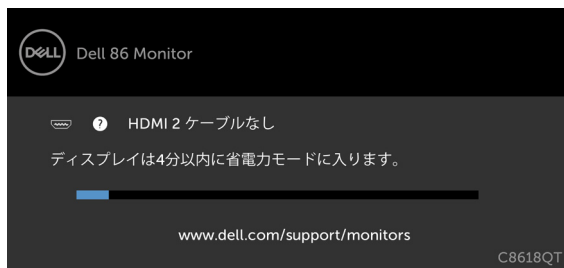 DELL
Dell 86 Monitor
? HDMI 2 ケーブルなし
ディスプレイは4分以内に省電力モードに入ります。
www.dell.com/support/monitors
C8618QT